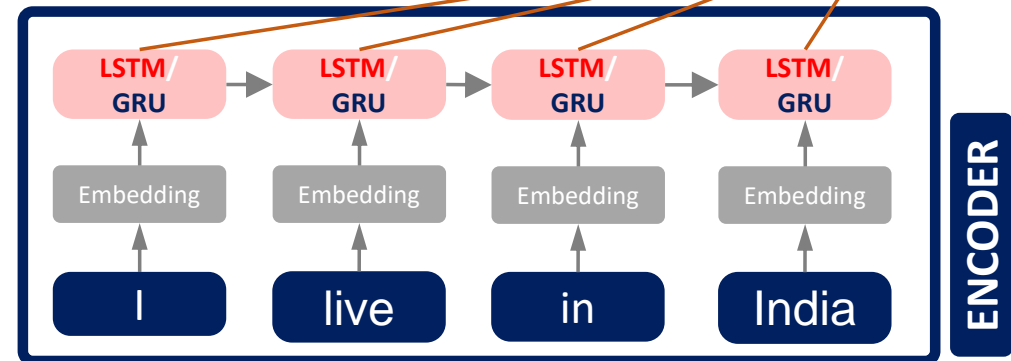 LSTM/ LSTM/ LSTM/ LSTM/
GRU GRU GRU GRU
Embedding Embedding Embedding Embedding
I live in India
ENCODER